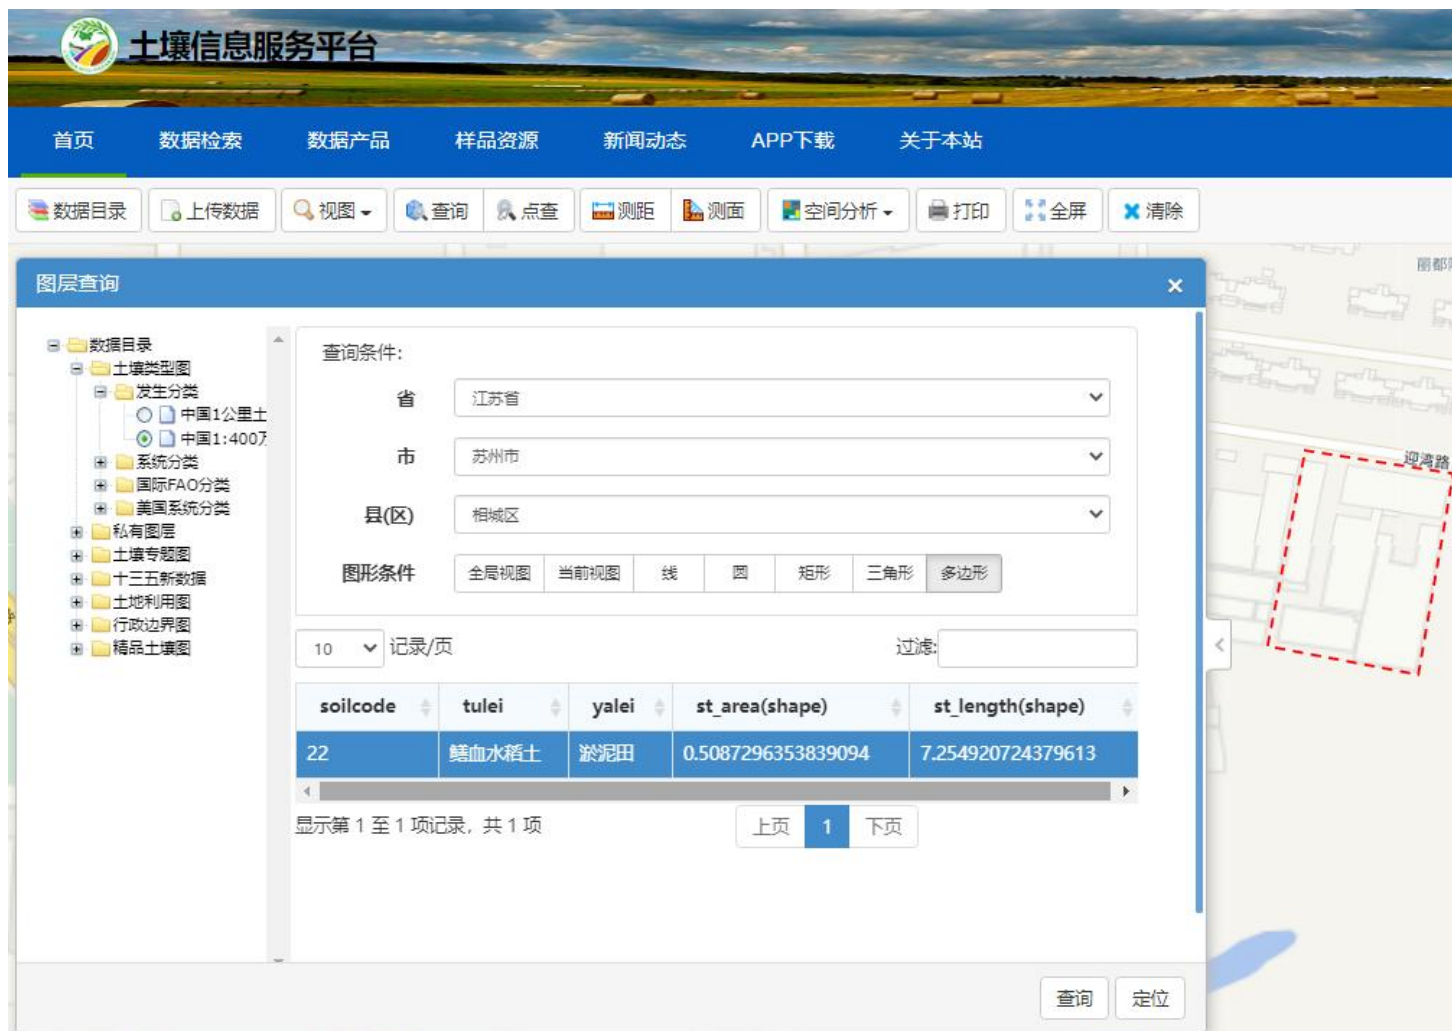 土壤信息服务平台
首页 数据检索 数据产品 样品资源 新闻动态 APP下载 关于本站
数据目录 上传数据 视图 查询 点查 测距 测面 空间分析 打印 全屏 清除
丽都
图层查询
数据目录
土壤类型图
发生分类
中国1公里土
中国1:400万
系统分类
国际FAO分类
美国系统分类
私有图层
土壤专题图
十三五新数据
土地利用图
行政边界图
精品土壤图
查询条件:
省 江苏省
市 苏州市
县(区) 相城区
图形条件 全局视图 当前视图 线 圆 矩形 三角形 多边形
迎湾路
10 记录/页 过滤:
soilcode tulei yalei st_area(shape) st_length(shape)
22 鳝血水稻土 淤泥田 0.5087296353839094 7.254920724379613
显示第 1 至 1 项记录, 共 1 项
上页 1 下页
查询 定位